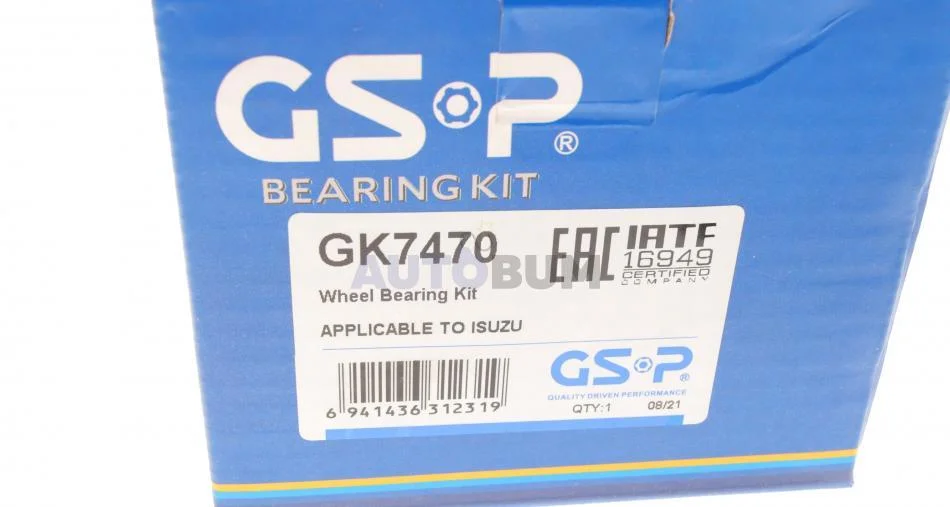 GSP®
BEARING KIT
GK7470
EAC IATF
16949
CERTIFIED
COMPANY
AUTOBUM
Wheel Bearing Kit
APPLICABLE TO ISUZU
GSP®
QUALITY DRIVEN PERFORMANCE
6 941436 312319
QTY:1 08/21